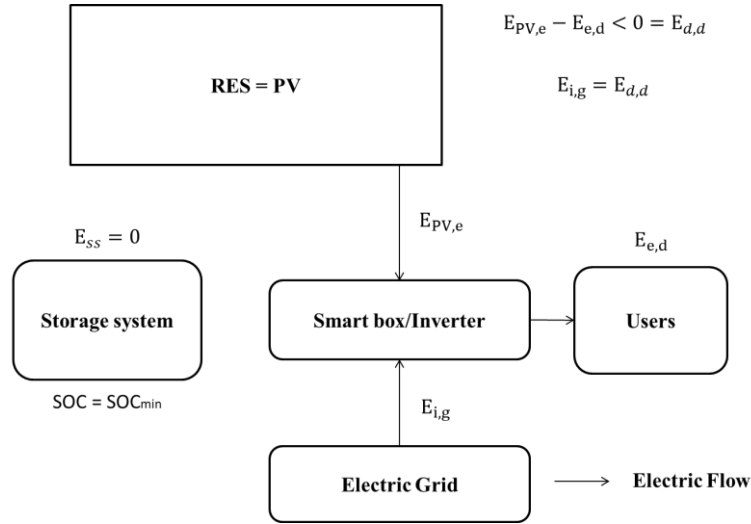 E_PV,e − E_e,d < 0 = E_d,d
RES = PV
E_i,g = E_d,d
E_PV,e
E_ss = 0
E_e,d
Storage system
Smart box/Inverter
Users
SOC = SOCmin
E_i,g
Electric Grid
Electric Flow